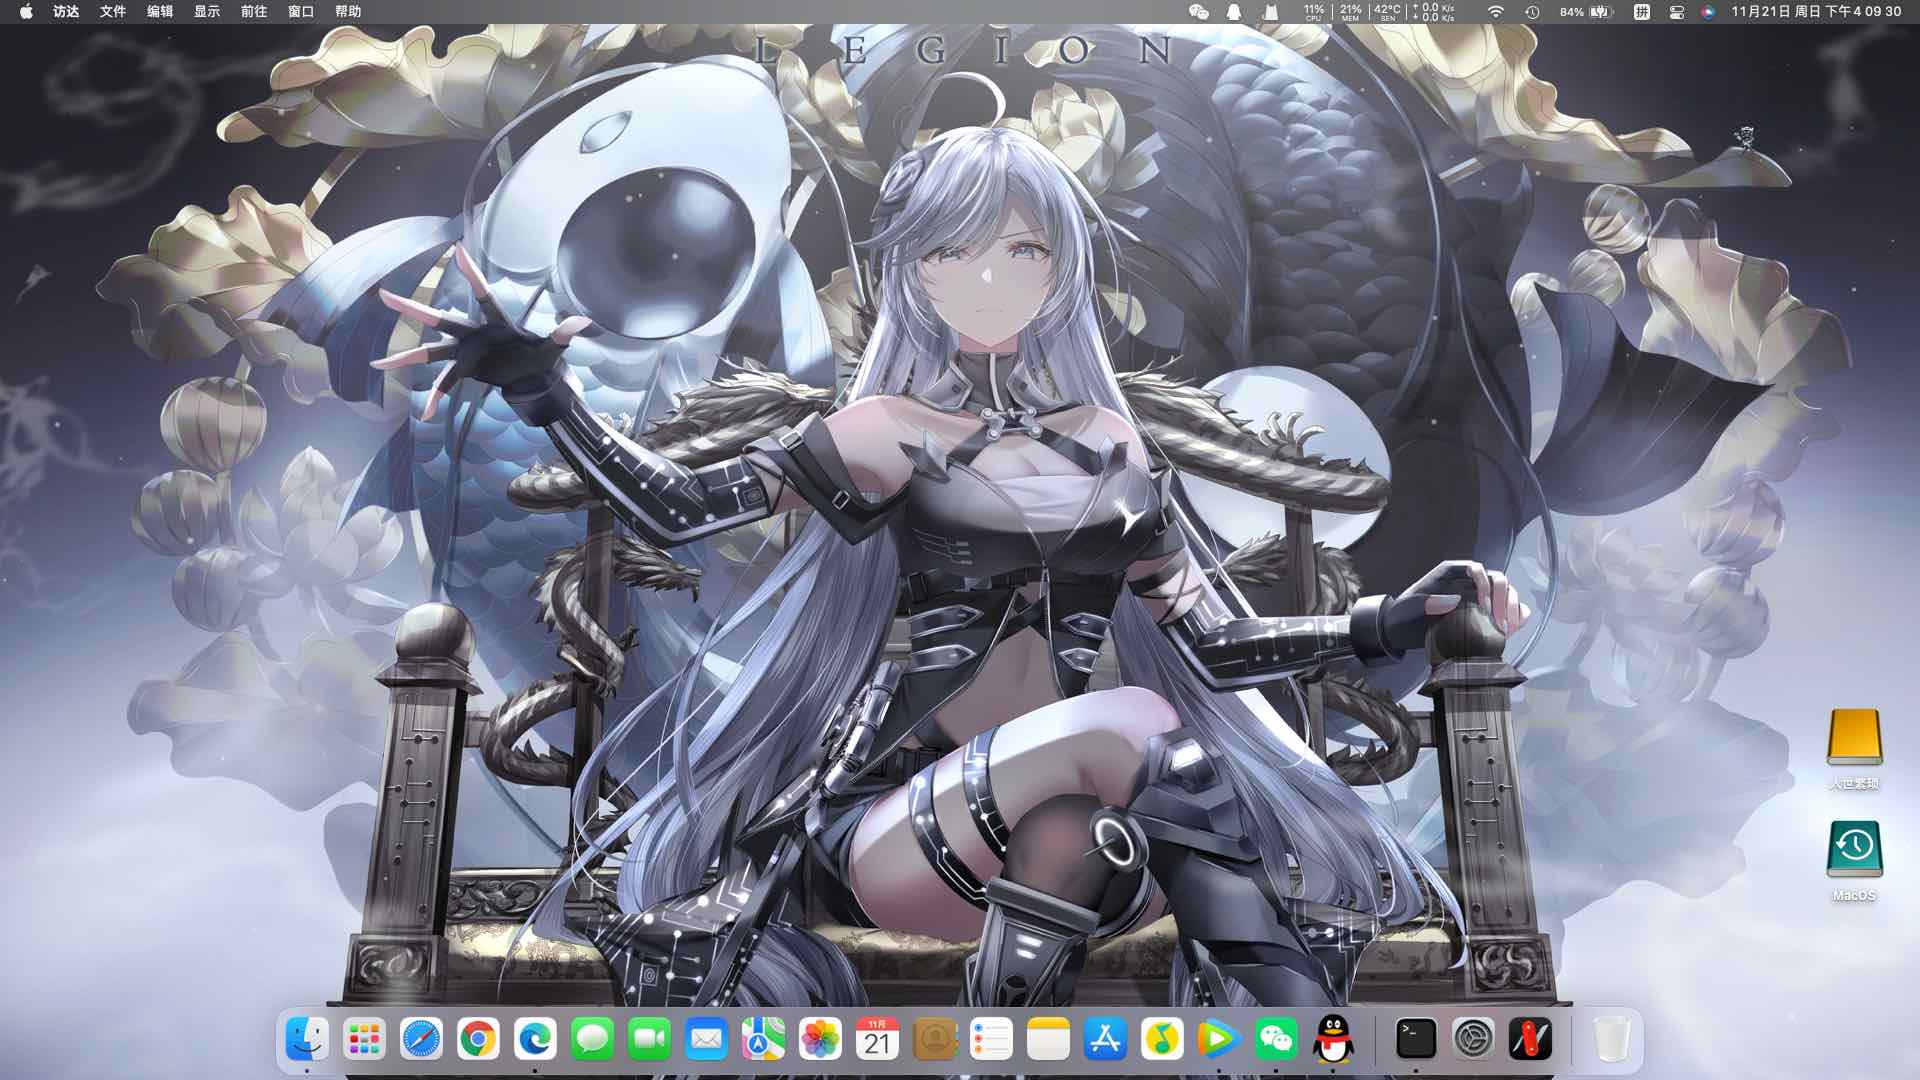 访达 文件 编辑 显示 前往 窗口 帮助
11% CPU 21% MEM 42°C SEN ↑ 0.0 K/s ↓ 0.0 K/s 84% 拼 11月21日 周日 下午4 09 30
LEGION
人世繁琐
MacOS
11月
21